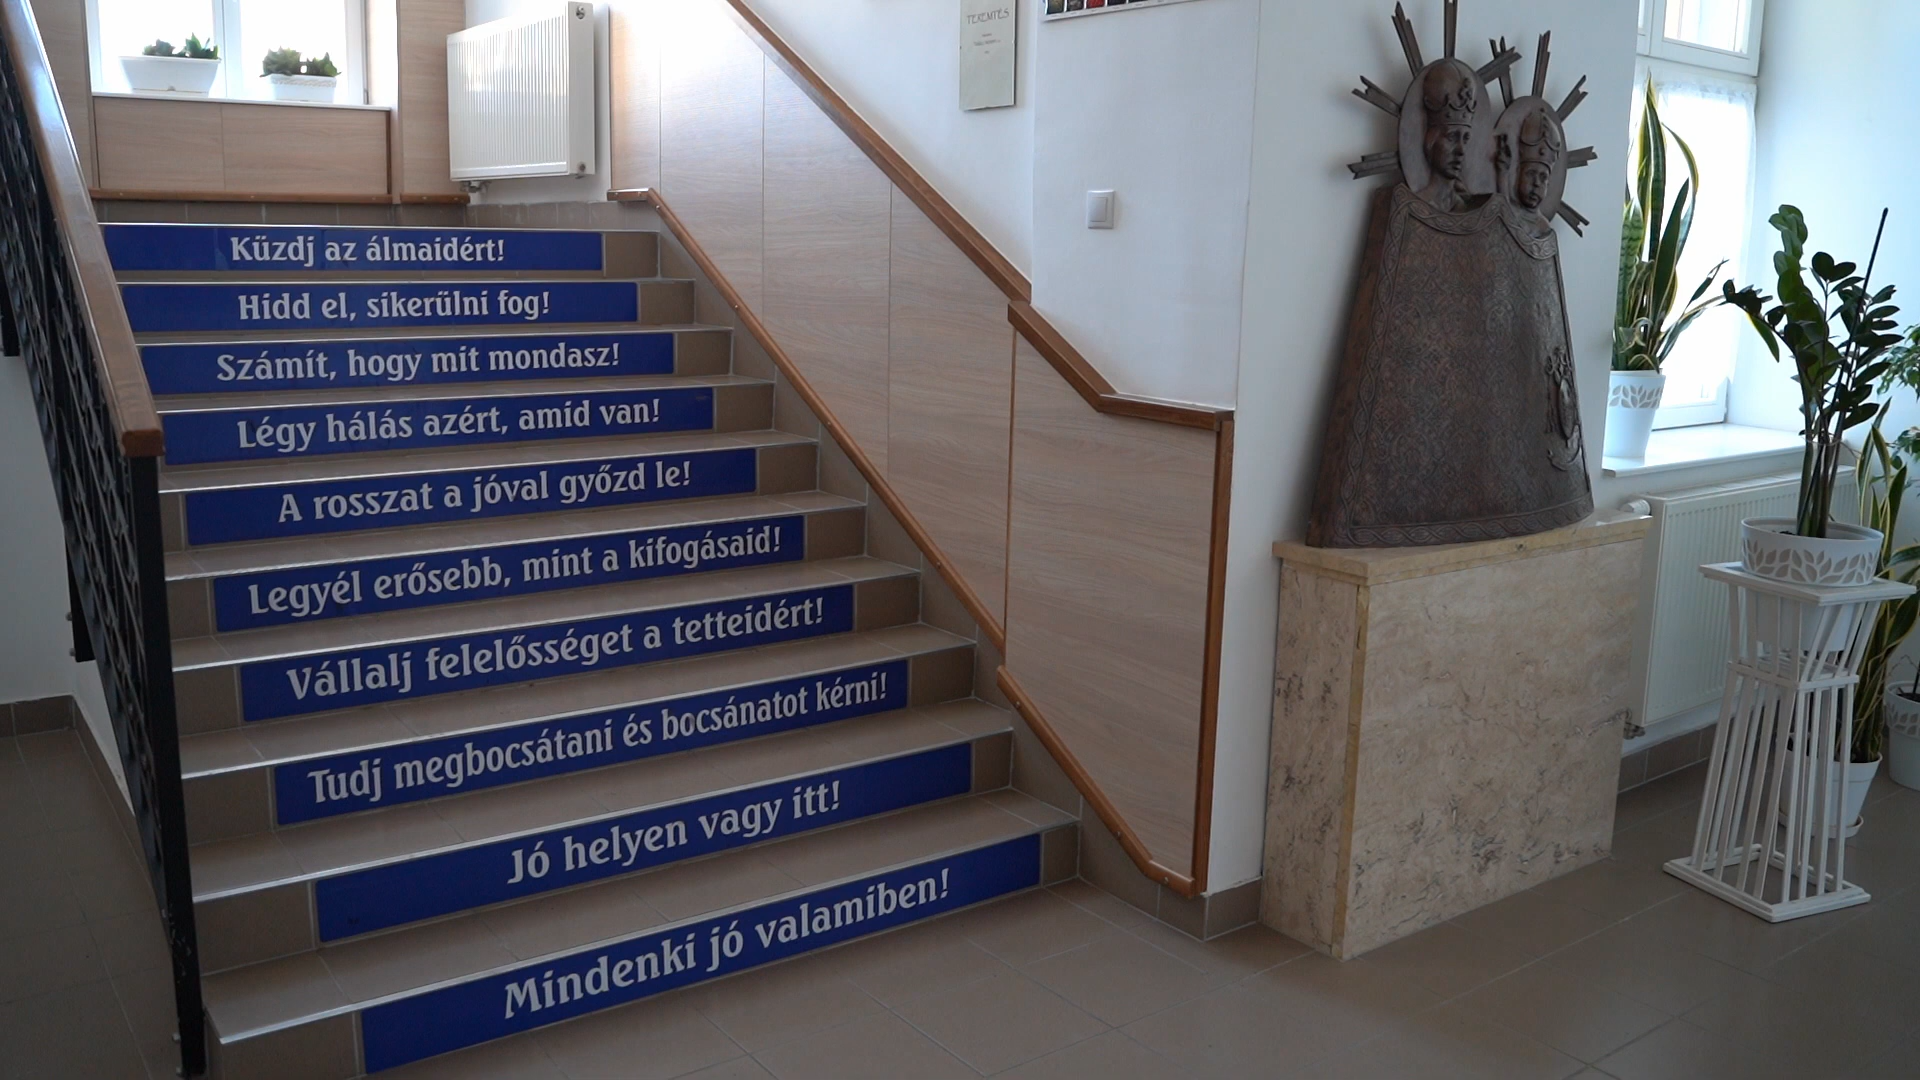 TEREMTÉS
Küzdj az álmaidért!
Hidd el, sikerülni fog!
Számít, hogy mit mondasz!
Légy hálás azért, amid van!
A rosszat a jóval győzd le!
Legyél erősebb, mint a kifogásaid!
Vállalj felelősséget a tetteidért!
Tudj megbocsátani és bocsánatot kérni!
Jó helyen vagy itt!
Mindenki jó valamiben!